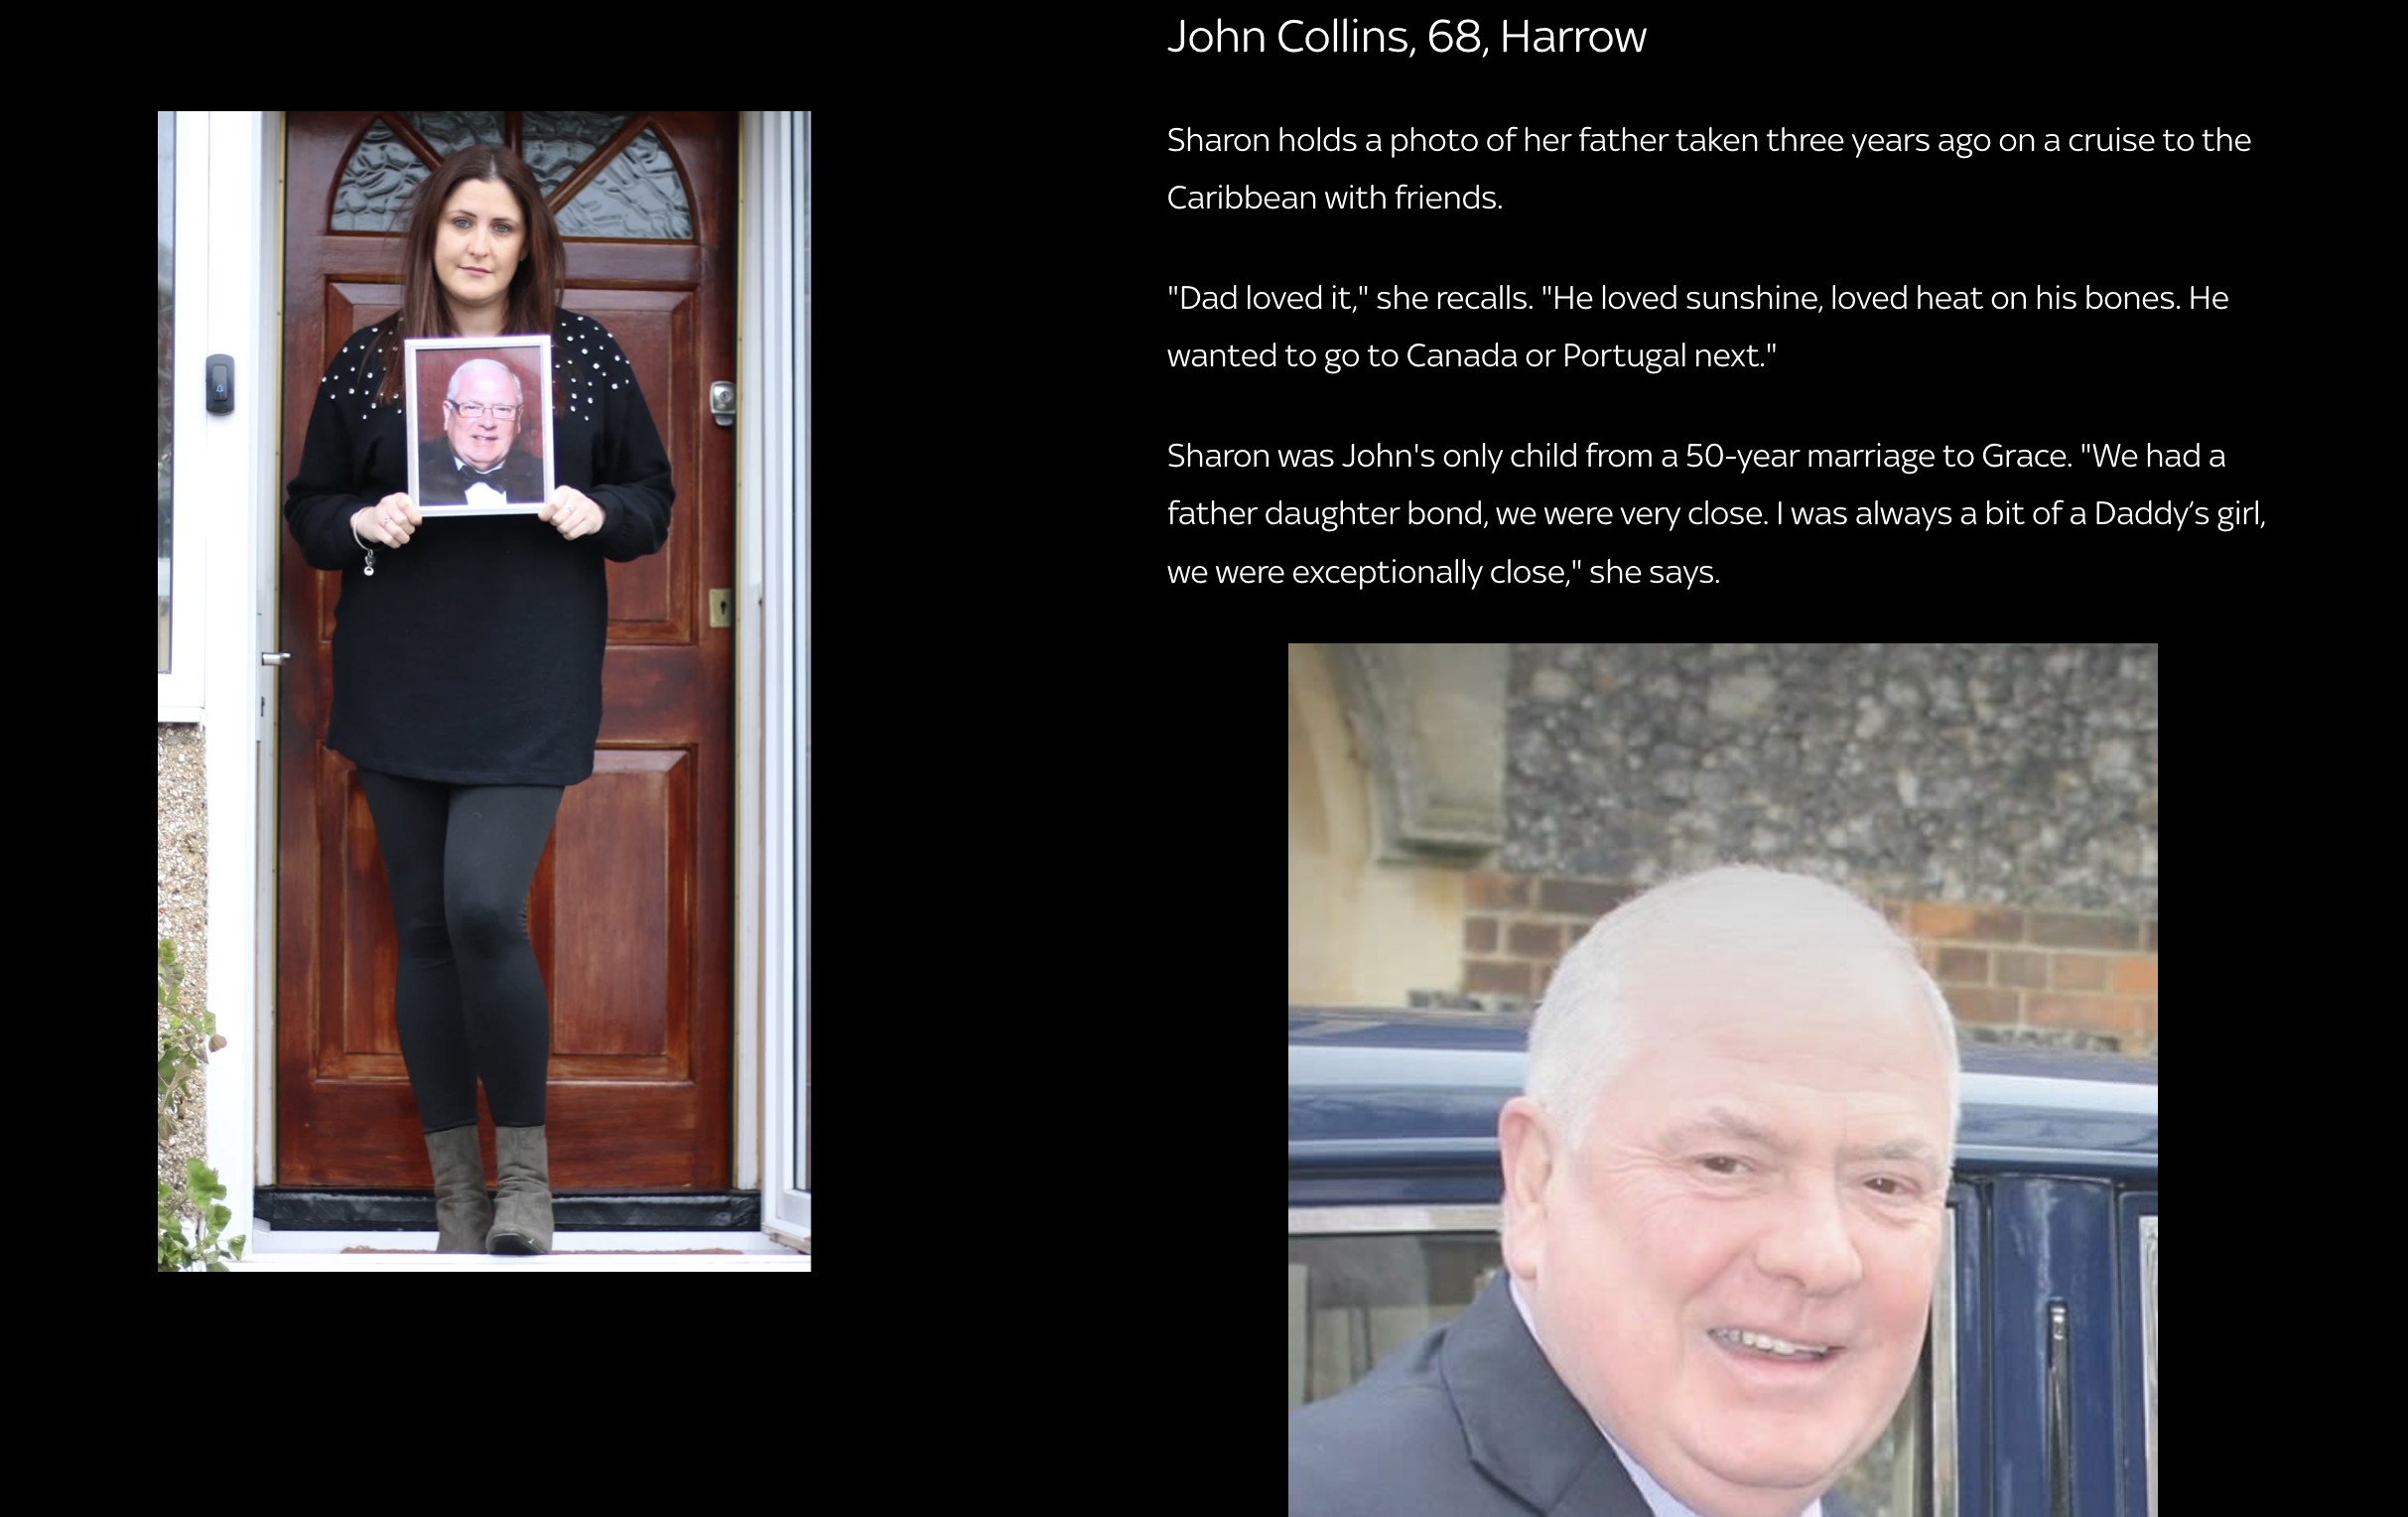 John Collins, 68, Harrow
Sharon holds a photo of her father taken three years ago on a cruise to the
Caribbean with friends.
"Dad loved it," she recalls. "He loved sunshine, loved heat on his bones. He
wanted to go to Canada or Portugal next."
Sharon was John's only child from a 50-year marriage to Grace. "We had a
father daughter bond, we were very close. I was always a bit of a Daddy’s girl,
we were exceptionally close," she says.